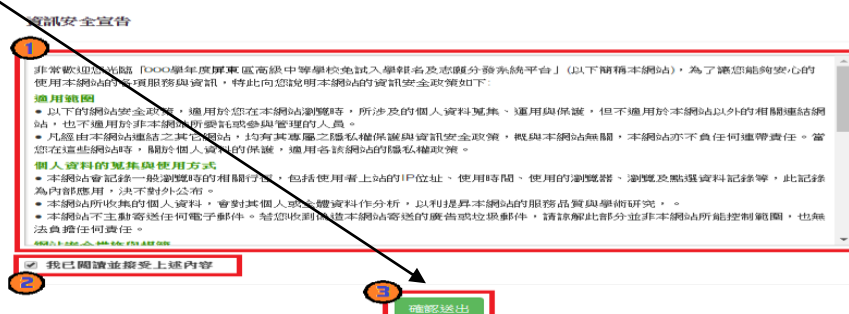 資訊安全宣告
1
非常歡迎您光臨「000學年度屏東區高級中等學校免試入學報名及志願分發系統平台」(以下簡稱本網站)，為了讓您能夠安心的
使用本網站的各項服務與資訊，特此向您說明本網站的資訊安全政策如下:
適用範圍
• 以下的網站安全政策，適用於您在本網站瀏覽時，所涉及的個人資料蒐集、運用與保護，但不適用於本網站以外的相關連結網
站，也不適用於非本網站所委託或參與管理的人員。
• 凡經由本網站連結之其它網站，均有其專屬之隱私權保護與資訊安全政策，概與本網站無關，本網站亦不負任何連帶責任。當
您在這些網站時，關於個人資料的保護，適用各該網站的隱私權政策。
個人資料的蒐集與使用方式
• 本網站會記錄一般瀏覽時的相關行徑，包括使用者上站的IP位址、使用時間、使用的瀏覽器、瀏覽及點選資料記錄等，此記錄
為內部應用，決不對外公布。
• 本網站所收集的個人資料，會對其個人或全體資料作分析，以利提昇本網站的服務品質與學術研究，。
• 本網站不主動寄送任何電子郵件。若您收到偽造本網站寄送的廣告或垃圾郵件，請諒解此部分並非本網站所能控制範圍，也無
法負擔任何責任。
網站安全措施與規範
我已閱讀並接受上述內容
2
3
確認送出